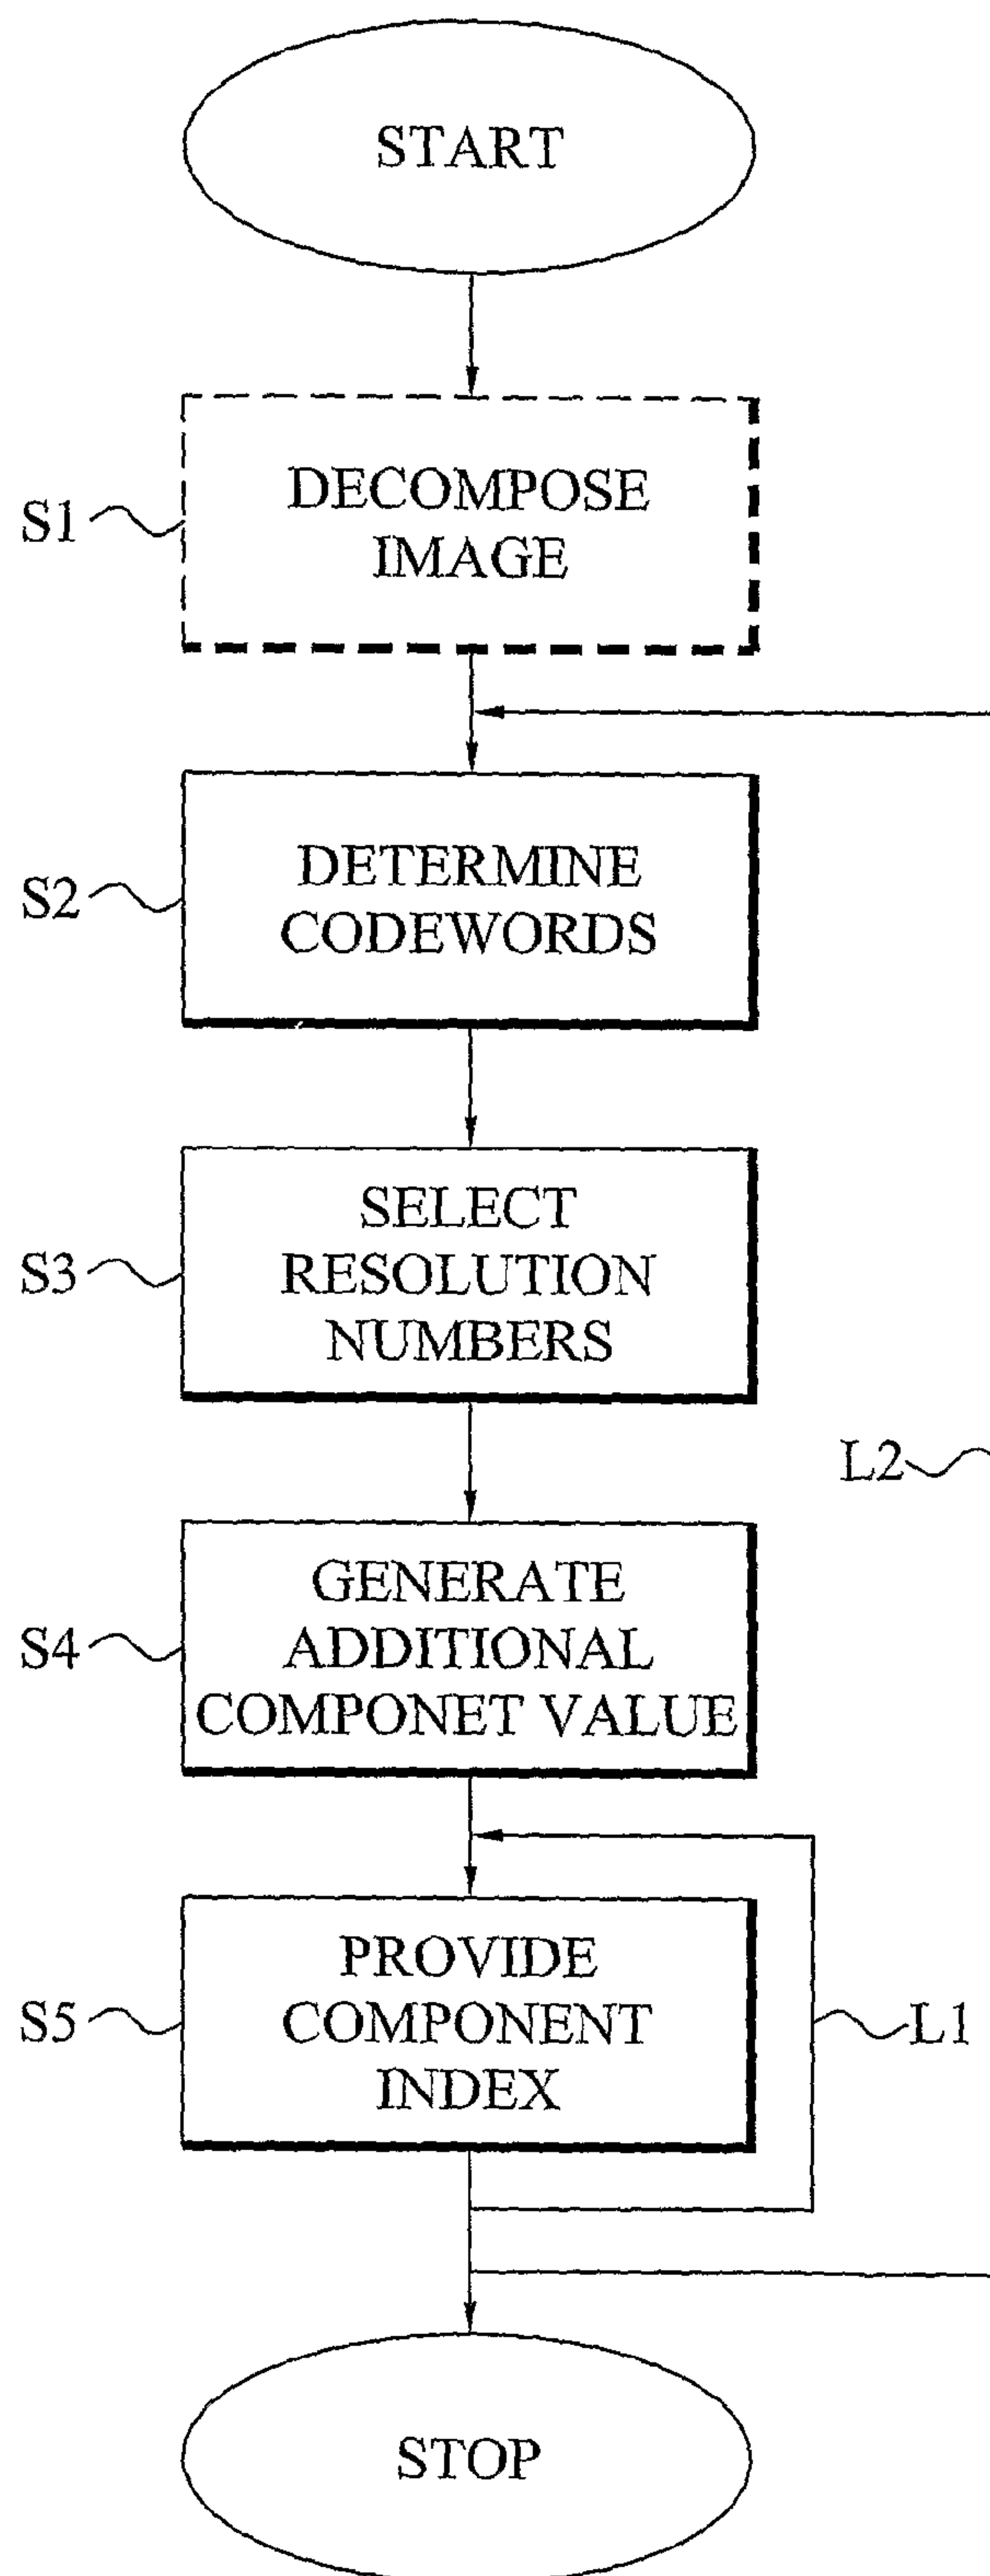 START
S1
DECOMPOSE
IMAGE
S2
DETERMINE
CODEWORDS
S3
SELECT
RESOLUTION
NUMBERS
L2
S4
GENERATE
ADDITIONAL
COMPONET VALUE
S5
PROVIDE
COMPONENT
INDEX
L1
STOP